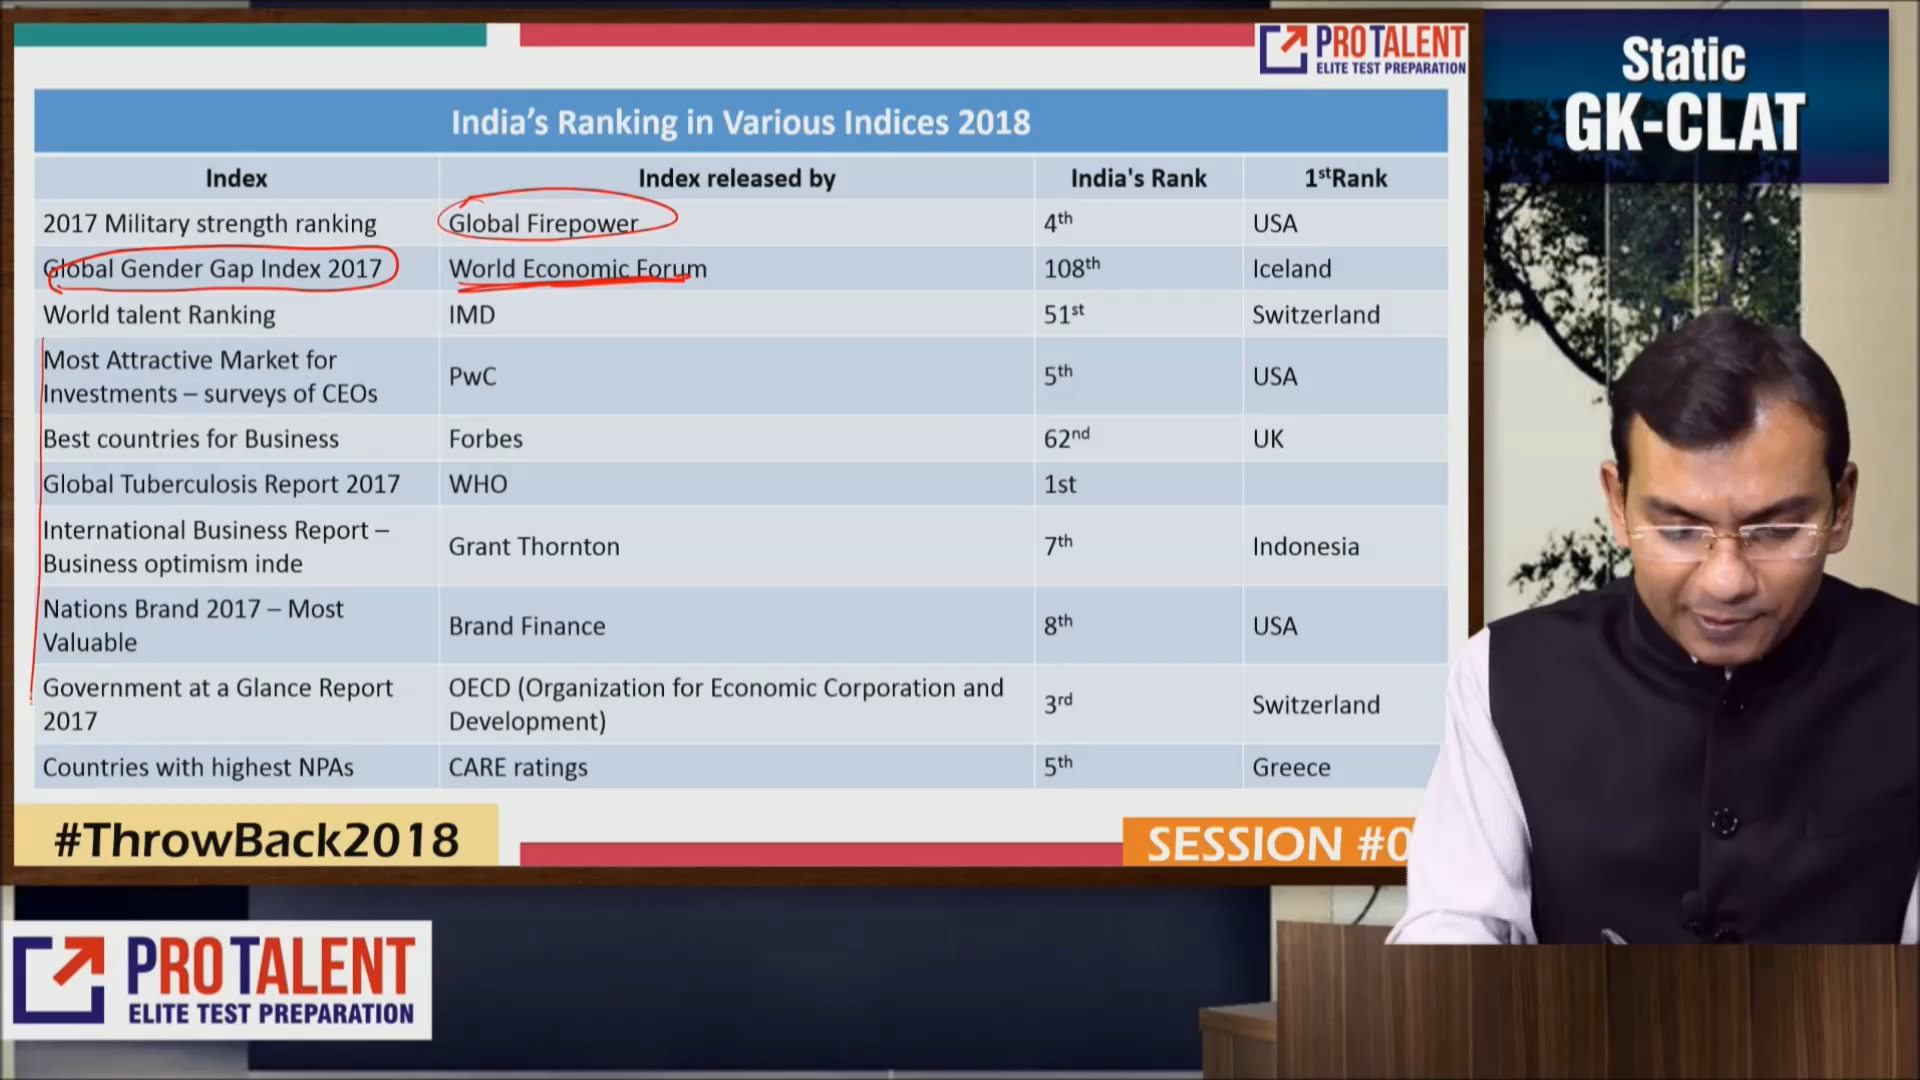 PRO TALENT
ELITE TEST PREPARATION
Static
GK-CLAT
India's Ranking in Various Indices 2018
Index Index released by India's Rank 1stRank
2017 Military strength ranking Global Firepower 4th USA
Global Gender Gap Index 2017 World Economic Forum 108th Iceland
World talent Ranking IMD 51st Switzerland
Most Attractive Market for
Investments – surveys of CEOs PwC 5th USA
Best countries for Business Forbes 62nd UK
Global Tuberculosis Report 2017 WHO 1st
International Business Report –
Business optimism inde Grant Thornton 7th Indonesia
Nations Brand 2017 – Most
Valuable Brand Finance 8th USA
Government at a Glance Report
2017
OECD (Organization for Economic Corporation and
Development) 3rd Switzerland
Countries with highest NPAs CARE ratings 5th Greece
#ThrowBack2018
SESSION #0
PRO TALENT
ELITE TEST PREPARATION